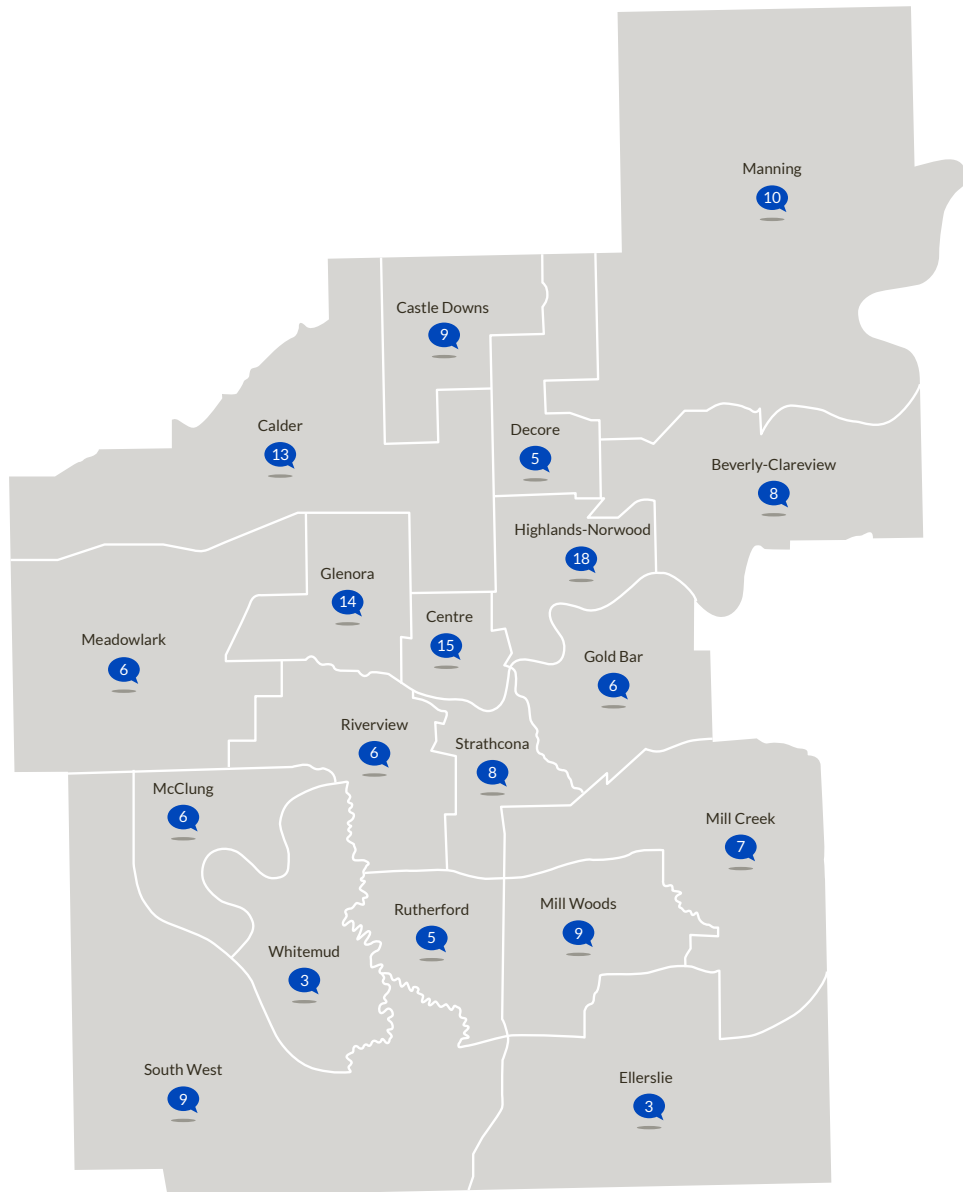 Manning
10
Castle Downs
9
Calder
13
Decore
5
Beverly-Clareview
8
Highlands-Norwood
18
Glenora
14
Centre
15
Meadowlark
6
Gold Bar
6
Riverview
6
Strathcona
8
McClung
6
Mill Creek
7
Mill Woods
9
Rutherford
5
Whitemud
3
South West
9
Ellerslie
3